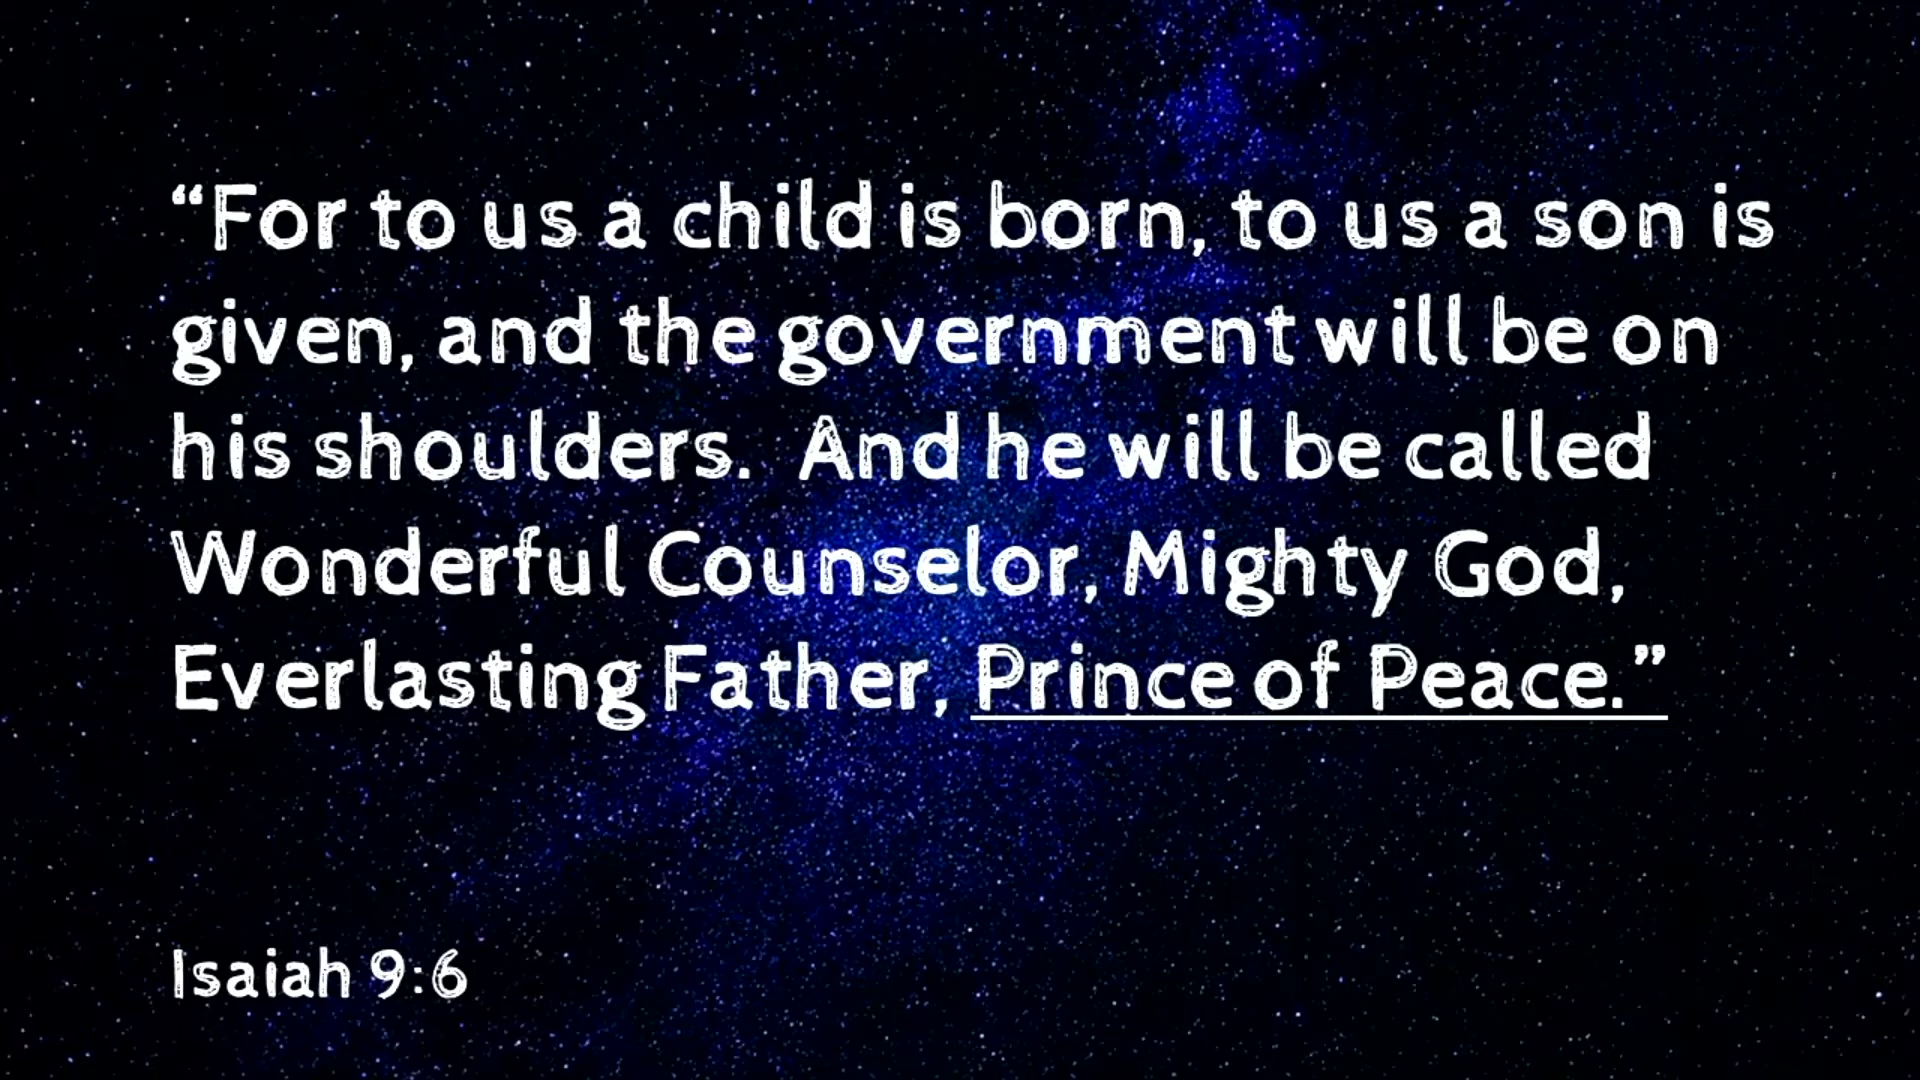 “For to us a child is born, to us a son is
given, and the government will be on
his shoulders.  And he will be called
Wonderful Counselor, Mighty God,
Everlasting Father, Prince of Peace.”
Isaiah 9:6